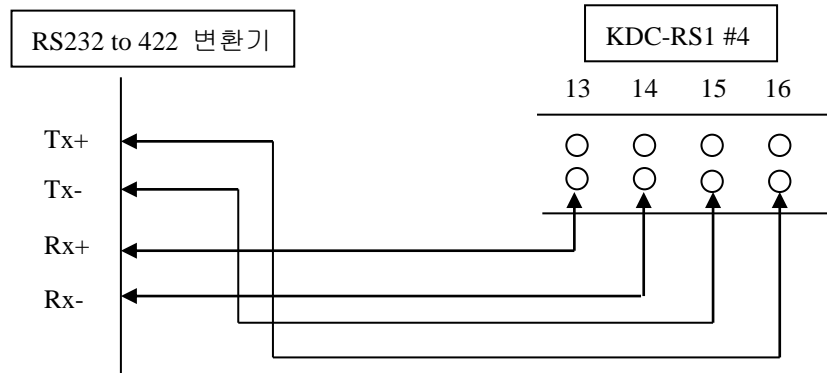 RS232 to 422 변환기
KDC-RS1 #4
13 14 15 16
Tx+
Tx-
Rx+
Rx-